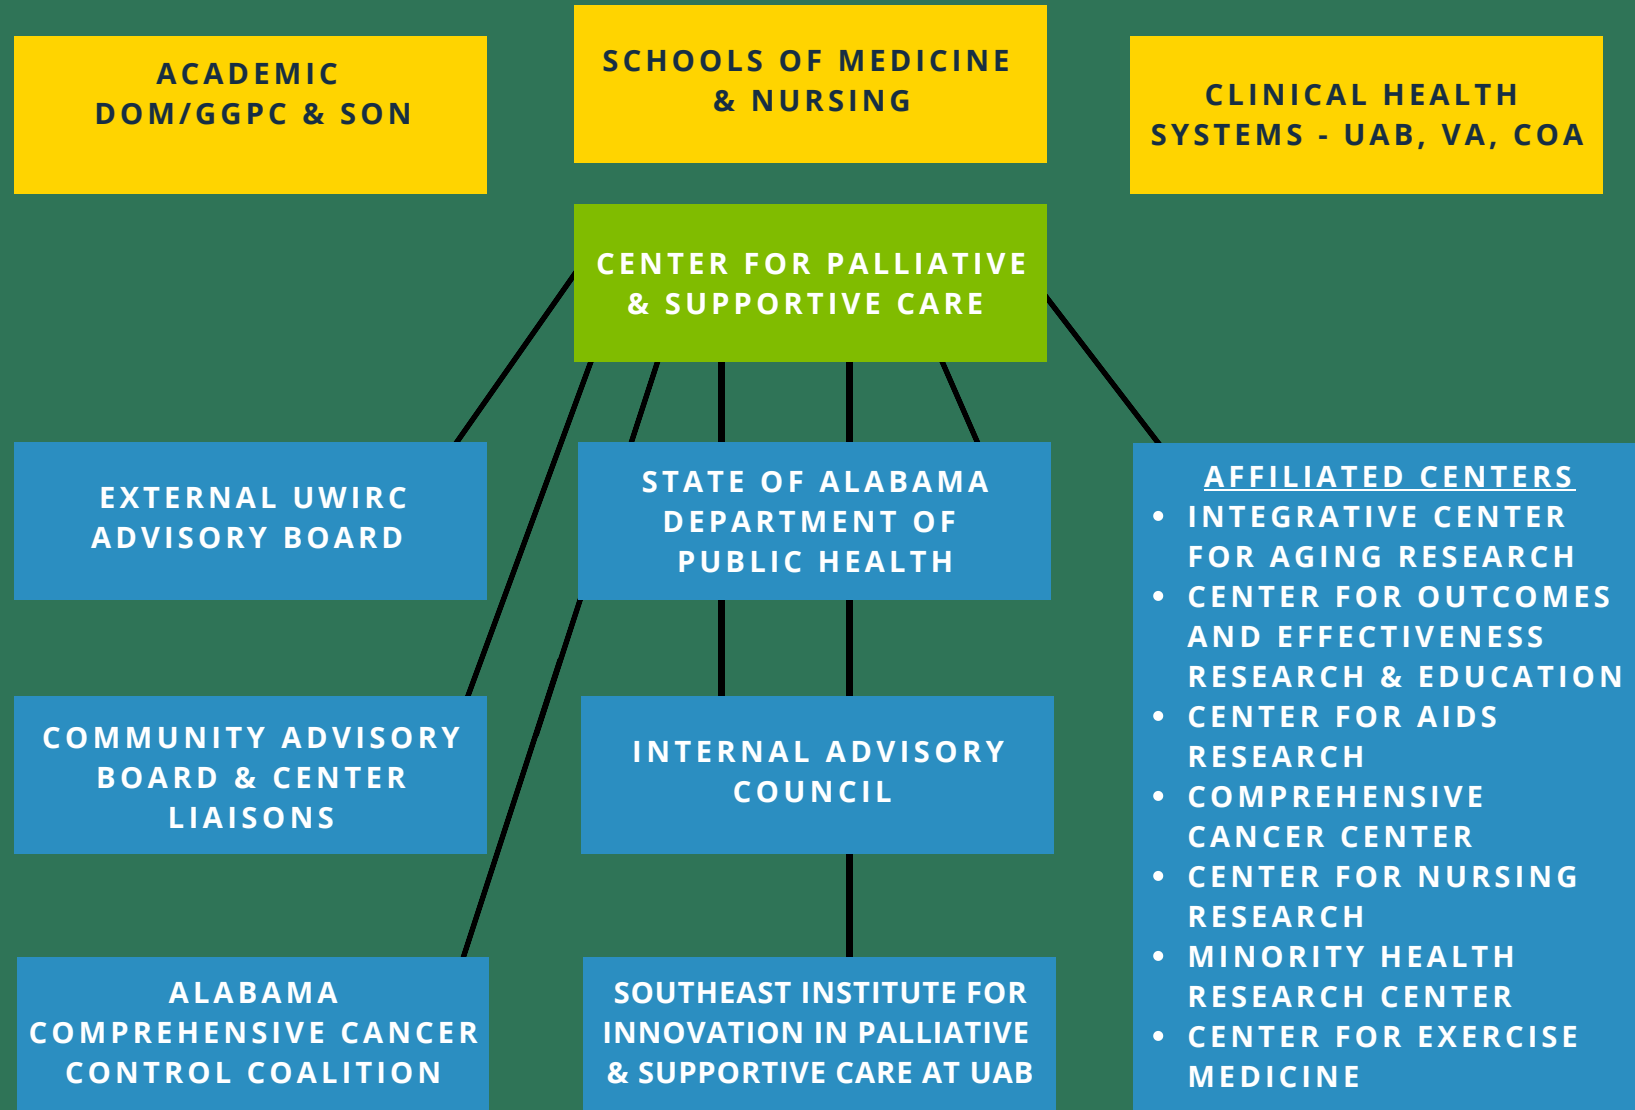 ACADEMIC
DOM/GGPC & SON
SCHOOLS OF MEDICINE
& NURSING
CLINICAL HEALTH
SYSTEMS - UAB, VA, COA
CENTER FOR PALLIATIVE
& SUPPORTIVE CARE
EXTERNAL UWIRC
ADVISORY BOARD
STATE OF ALABAMA
DEPARTMENT OF
PUBLIC HEALTH
COMMUNITY ADVISORY
BOARD & CENTER
LIAISONS
INTERNAL ADVISORY
COUNCIL
ALABAMA
COMPREHENSIVE CANCER
CONTROL COALITION
SOUTHEAST INSTITUTE FOR
INNOVATION IN PALLIATIVE
& SUPPORTIVE CARE AT UAB
AFFILIATED CENTERS
• INTEGRATIVE CENTER
FOR AGING RESEARCH
• CENTER FOR OUTCOMES
AND EFFECTIVENESS
RESEARCH & EDUCATION
• CENTER FOR AIDS
RESEARCH
• COMPREHENSIVE
CANCER CENTER
• CENTER FOR NURSING
RESEARCH
• MINORITY HEALTH
RESEARCH CENTER
• CENTER FOR EXERCISE
MEDICINE